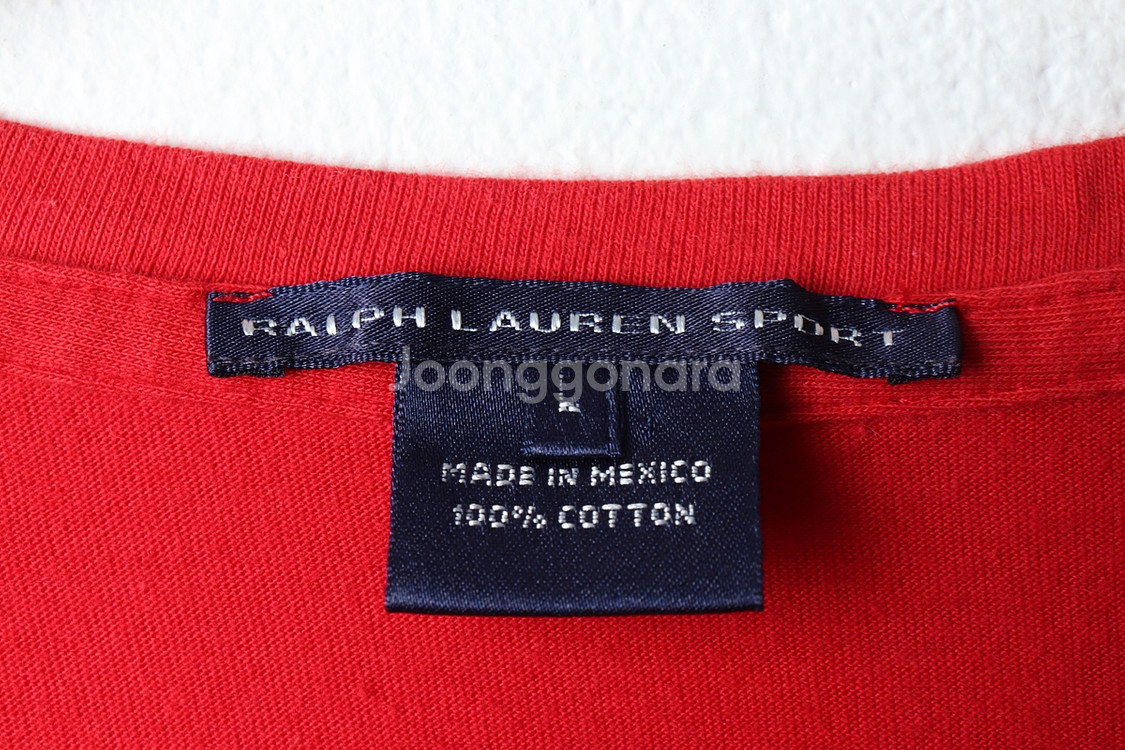 RALPH LAUREN SPORT
Joonggonara
MADE IN MEXICO
100% COTTON